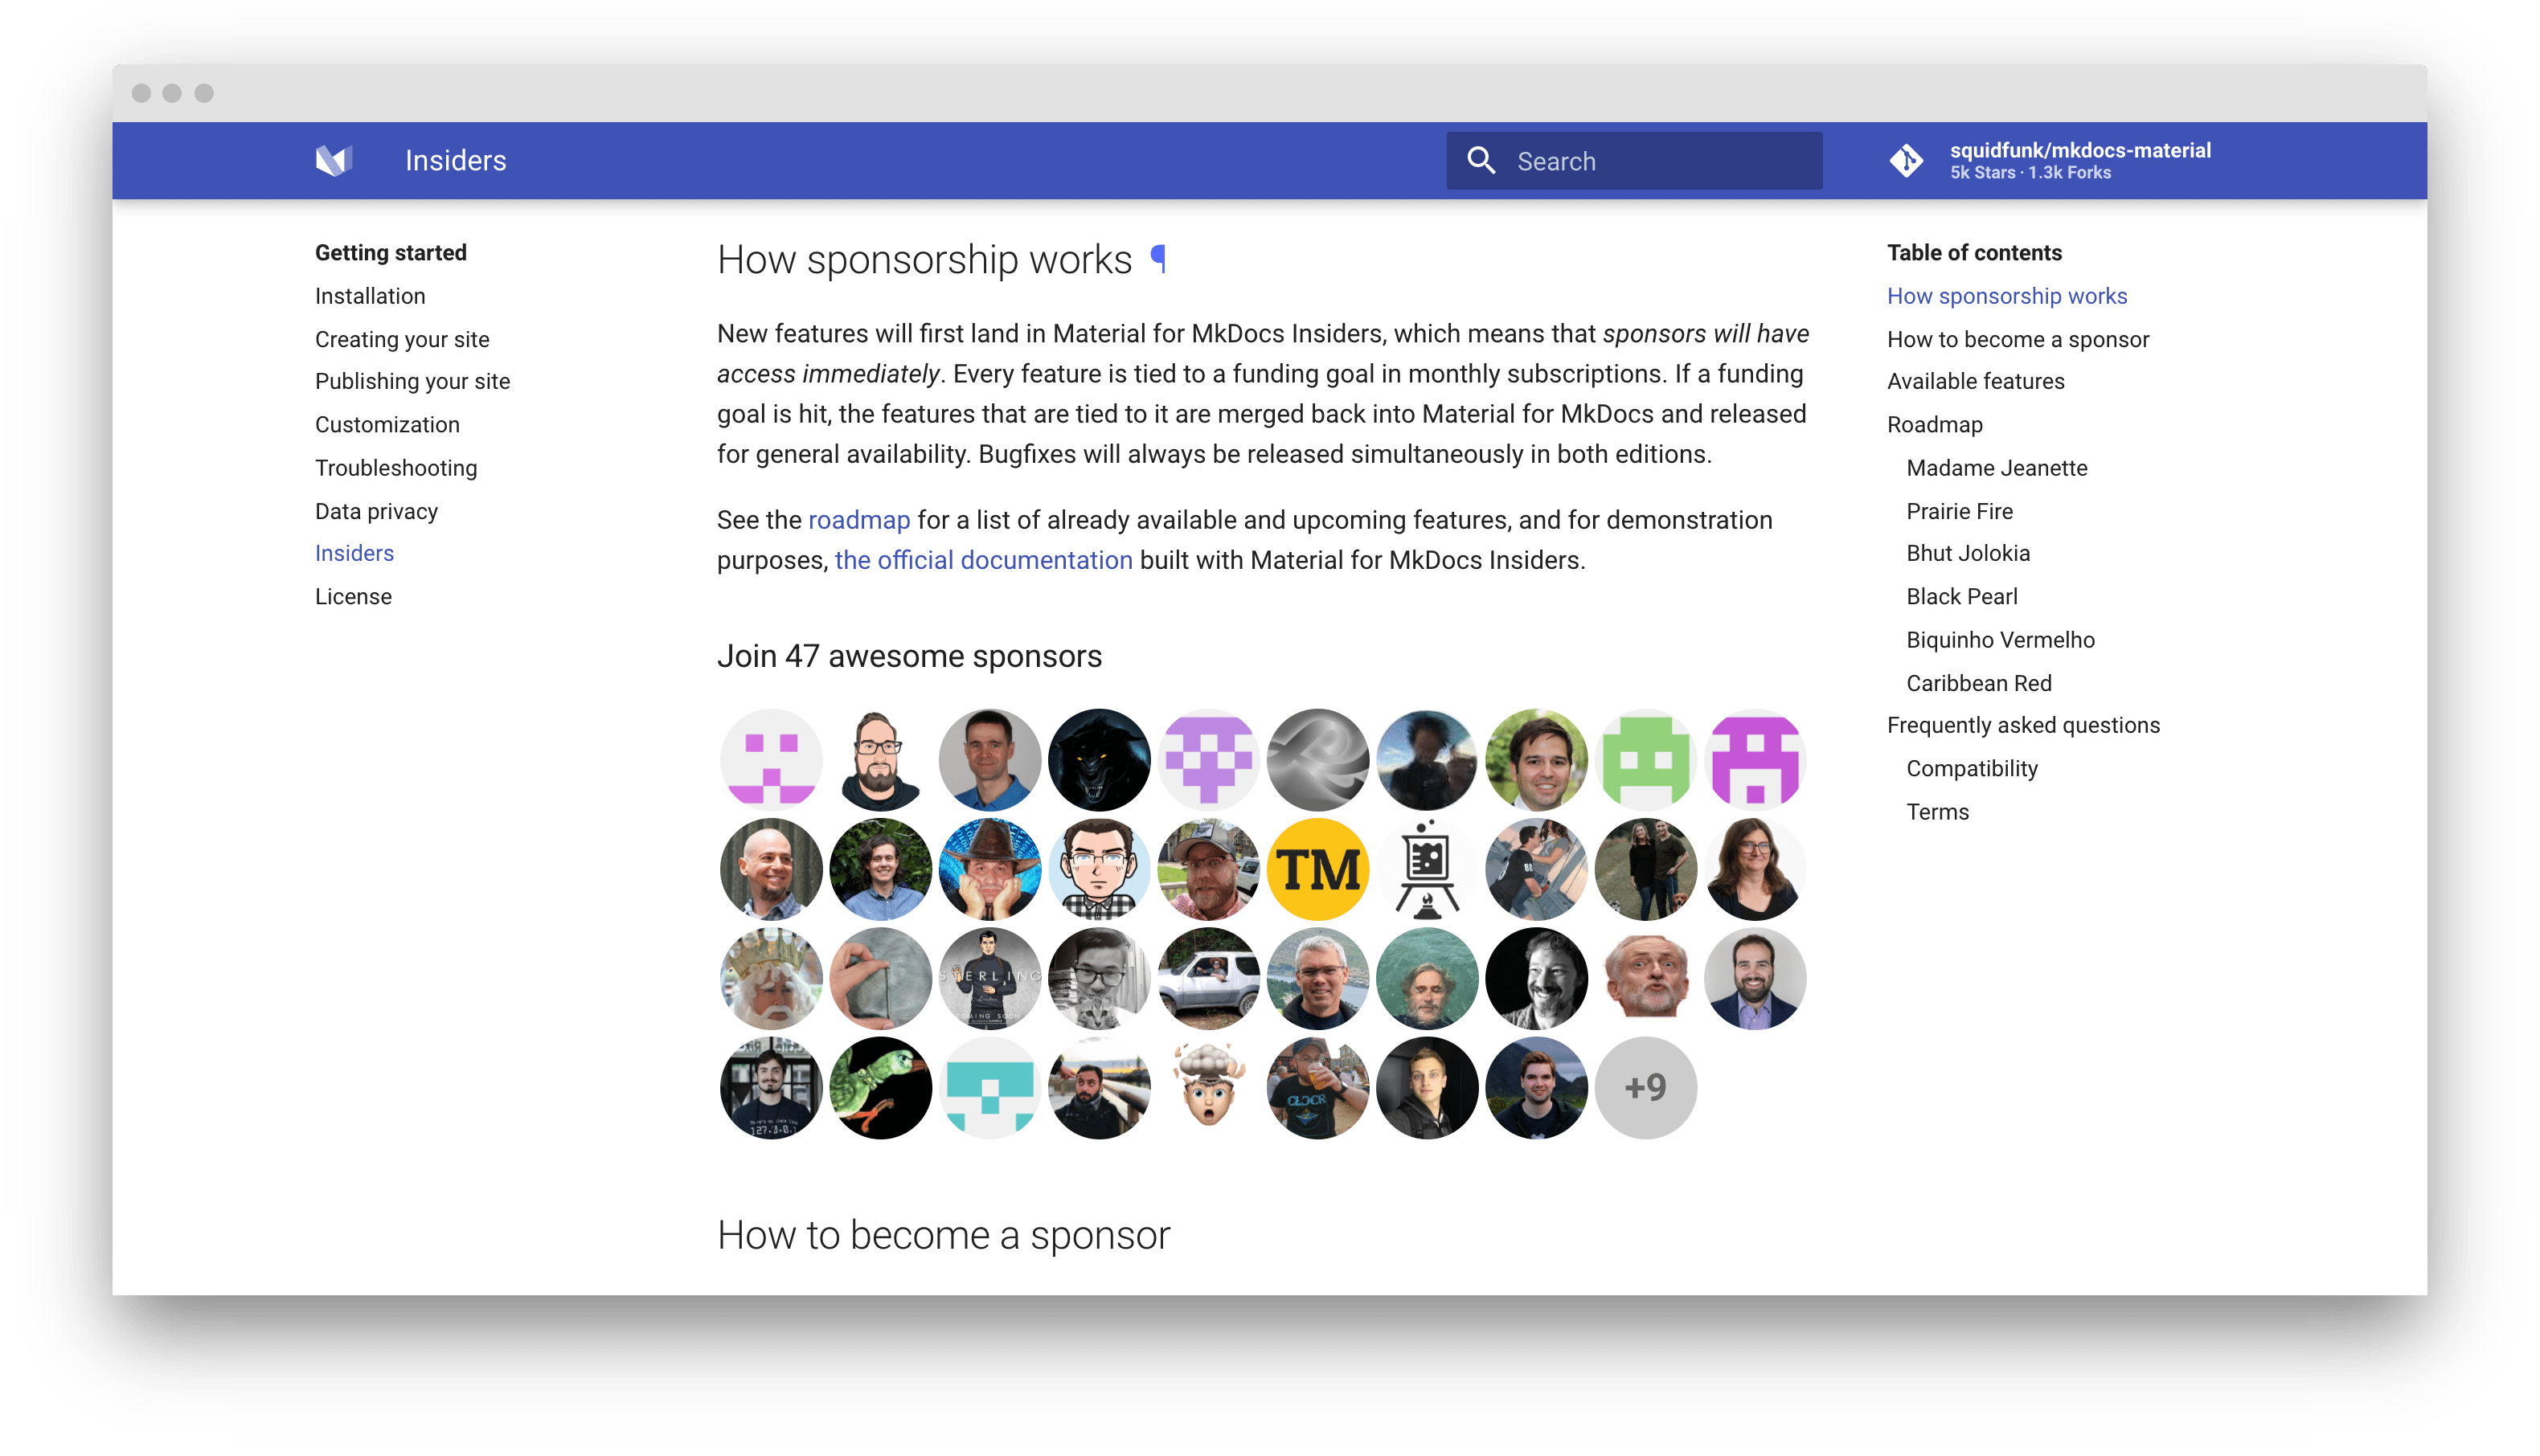 Insiders
Search
squidfunk/mkdocs-material
5k Stars · 1.3k Forks
Getting started
Installation
Creating your site
Publishing your site
Customization
Troubleshooting
Data privacy
Insiders
License
How sponsorship works ¶
New features will first land in Material for MkDocs Insiders, which means that sponsors will have
access immediately. Every feature is tied to a funding goal in monthly subscriptions. If a funding
goal is hit, the features that are tied to it are merged back into Material for MkDocs and released
for general availability. Bugfixes will always be released simultaneously in both editions.
See the roadmap for a list of already available and upcoming features, and for demonstration
purposes, the official documentation built with Material for MkDocs Insiders.
Join 47 awesome sponsors
TM
STERLING
COMING SOON
127.0.0.1
+9
How to become a sponsor
Table of contents
How sponsorship works
How to become a sponsor
Available features
Roadmap
Madame Jeanette
Prairie Fire
Bhut Jolokia
Black Pearl
Biquinho Vermelho
Caribbean Red
Frequently asked questions
Compatibility
Terms